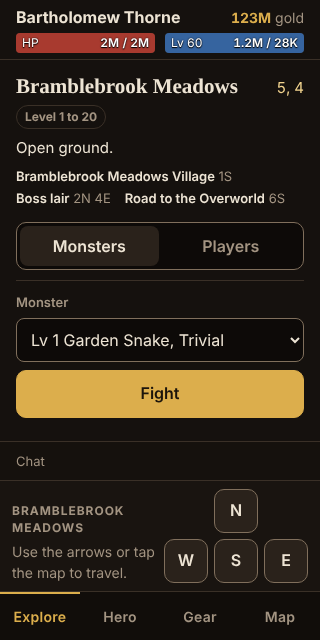 Bartholomew Thorne 123M gold
HP 2M / 2M Lv 60 1.2M / 28K
Bramblebrook Meadows 5, 4
Level 1 to 20
Open ground.
Bramblebrook Meadows Village 1S
Boss lair 2N 4E Road to the Overworld 6S
Monsters Players
Monster
Lv 1 Garden Snake, Trivial
Fight
Chat
N
BRAMBLEBROOK
MEADOWS
Use the arrows or tap
the map to travel.
W S E
Explore Hero Gear Map